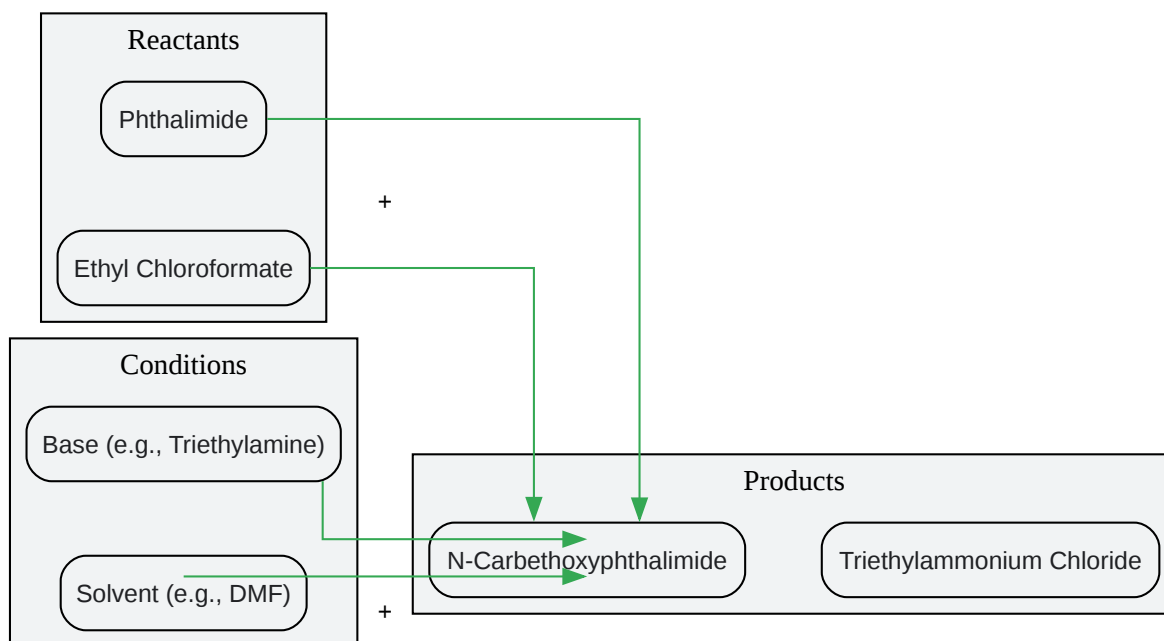 Reactants
Phthalimide
+
Ethyl Chloroformate
Conditions
Base (e.g., Triethylamine)
Products
N-Carbethoxyphthalimide
Triethylammonium Chloride
Solvent (e.g., DMF)
+